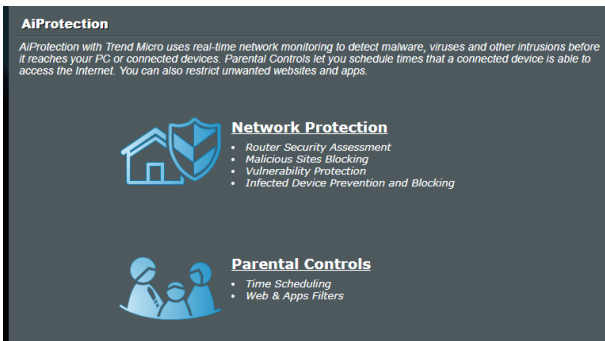 AiProtection
AiProtection with Trend Micro uses real-time network monitoring to detect malware, viruses and other intrusions before
it reaches your PC or connected devices. Parental Controls let you schedule times that a connected device is able to
access the Internet. You can also restrict unwanted websites and apps.
Network Protection
• Router Security Assessment
• Malicious Sites Blocking
• Vulnerability Protection
• Infected Device Prevention and Blocking
Parental Controls
• Time Scheduling
• Web & Apps Filters